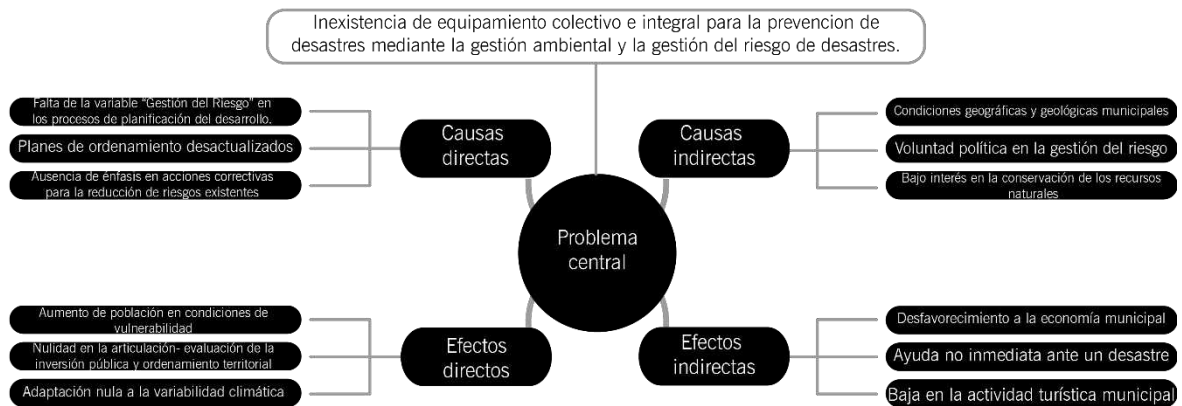 Inexistencia de equipamiento colectivo e integral para la prevencion de
desastres mediante la gestión ambiental y la gestión del riesgo de desastres.
Falta de la variable "Gestión del Riesgo" en
los procesos de planificación del desarrollo.
Planes de ordenamiento desactualizados
Ausencia de énfasis en acciones correctivas
para la reducción de riesgos existentes
Causas
directas
Causas
indirectas
Condiciones geográficas y geológicas municipales
Voluntad política en la gestión del riesgo
Bajo interés en la conservación de los recursos
naturales
Problema
central
Aumento de población en condiciones de
vulnerabilidad
Nulidad en la articulación- evaluación de la
inversión pública y ordenamiento territorial
Adaptación nula a la variabilidad climática
Efectos
directos
Efectos
indirectas
Desfavorecimiento a la economía municipal
Ayuda no inmediata ante un desastre
Baja en la actividad turística municipal